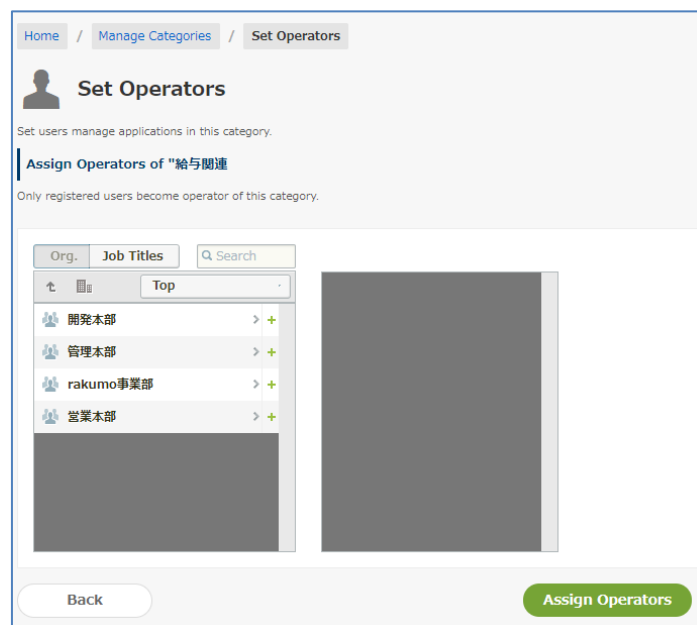 Home / Manage Categories / Set Operators
Set Operators
Set users manage applications in this category.
Assign Operators of "給与関連
Only registered users become operator of this category.
Org. Job Titles Search
Top
開発本部
管理本部
rakumo事業部
営業本部
Back Assign Operators